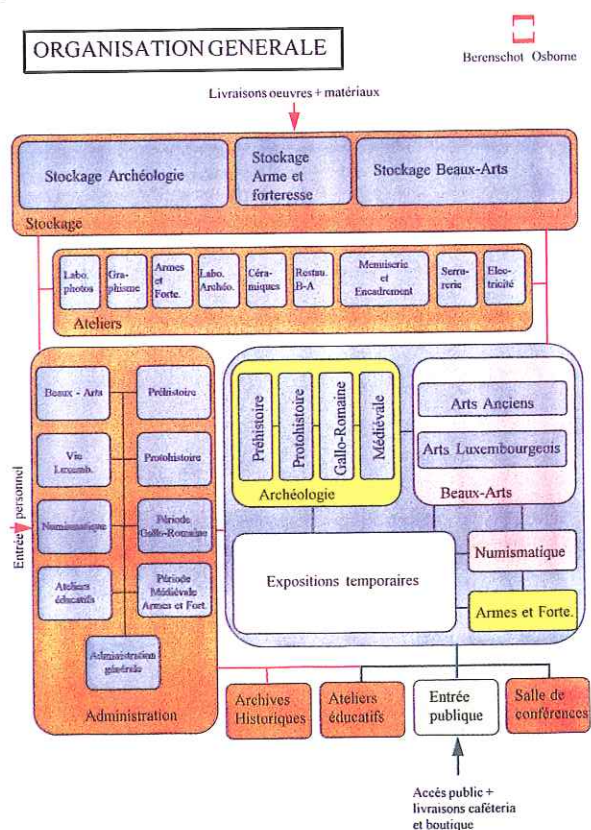 ORGANISATION GENERALE
Berenschot Osborne
Livraisons oeuvres + matériaux
Stockage Archéologie
Stockage
Arme et
forteresse
Stockage Beaux-Arts
Stockage
Labo.
photos
Gra-
phisme
Armes
et
Forte.
Labo.
Archéo.
Céra-
miques
Restau.
B-A
Menuiserie
et
Encadrement
Serru-
rerie
Elec-
tricité
Ateliers
Entrée personnel
Beaux - Arts
Préhistoire
Vie
Luxemb.
Protohistoire
Numismatique
Période
Gallo-Romaine
Ateliers
éducatifs
Période
Médiévale
Armes et Fort.
Administration
générale
Administration
Préhistoire
Protohistoire
Gallo-Romaine
Médiévale
Archéologie
Arts Anciens
Arts Luxembourgeois
Beaux-Arts
Expositions temporaires
Numismatique
Armes et Forte.
Archives
Historiques
Ateliers
éducatifs
Entrée
publique
Salle de
conférences
Accés public +
livraisons caféteria
et boutique